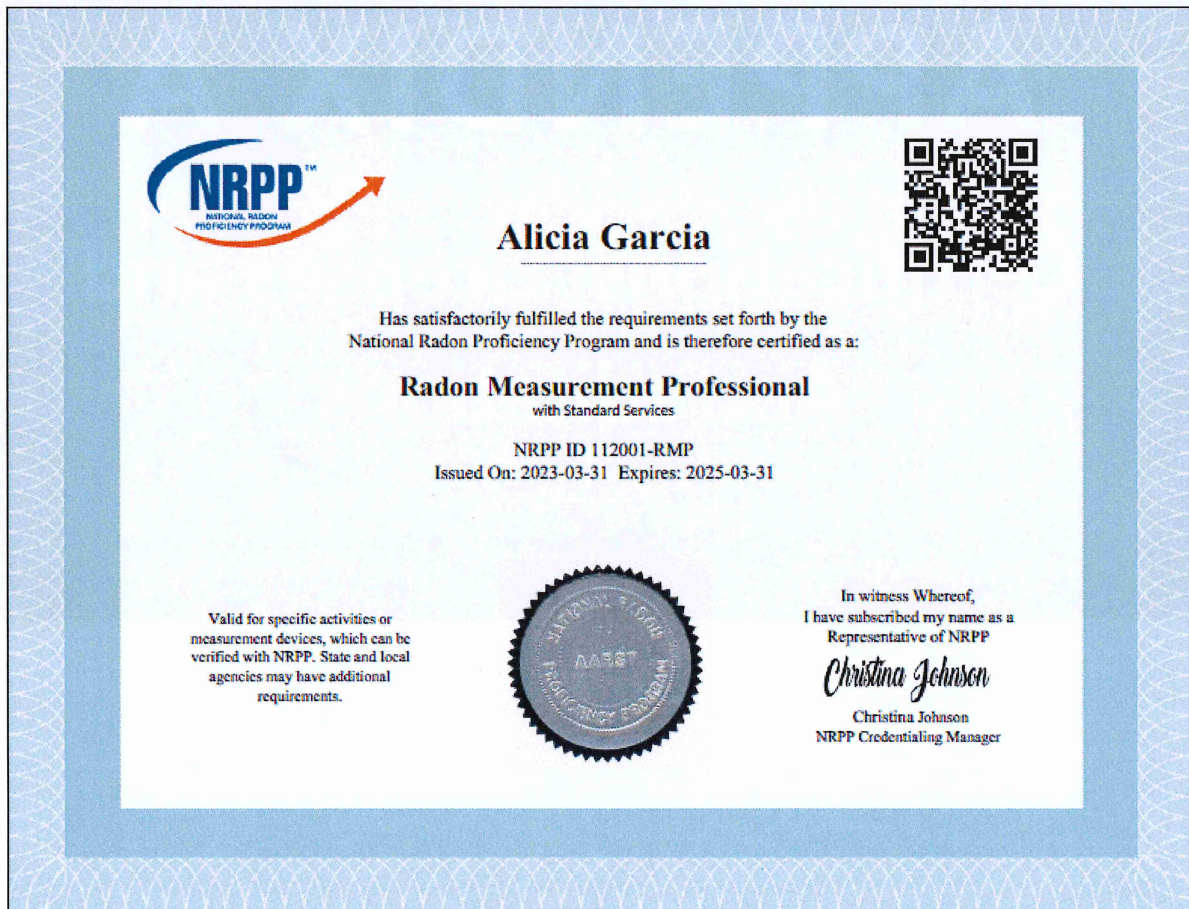 NRPP™
NATIONAL RADON
PROFICIENCY PROGRAM
Alicia Garcia
Has satisfactorily fulfilled the requirements set forth by the
National Radon Proficiency Program and is therefore certified as a:
Radon Measurement Professional
with Standard Services
NRPP ID 112001-RMP
Issued On: 2023-03-31 Expires: 2025-03-31
Valid for specific activities or
measurement devices, which can be
verified with NRPP. State and local
agencies may have additional
requirements.
NATIONAL RADON
AARST
PROFICIENCY PROGRAM
In witness Whereof,
I have subscribed my name as a
Representative of NRPP
Christina Johnson
Christina Johnson
NRPP Credentialing Manager